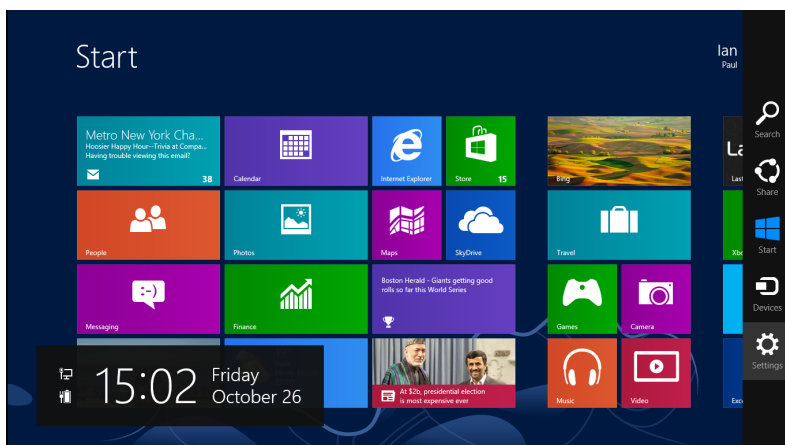 Start
Ian
Paul
Metro New York Cha...
Hoosier Happy Hour--Trivia at Compa...
Having trouble viewing this email?
38
Calendar
Internet Explorer
Store
15
Bing
Last
People
Photos
Maps
SkyDrive
Travel
Xbo
Messaging
Finance
Boston Herald - Giants getting good
rolls so far this World Series
Games
Camera
At $2b, presidential election
is most expensive ever
Music
Video
Exce
15:02
Friday
October 26
Search
Share
Start
Devices
Settings